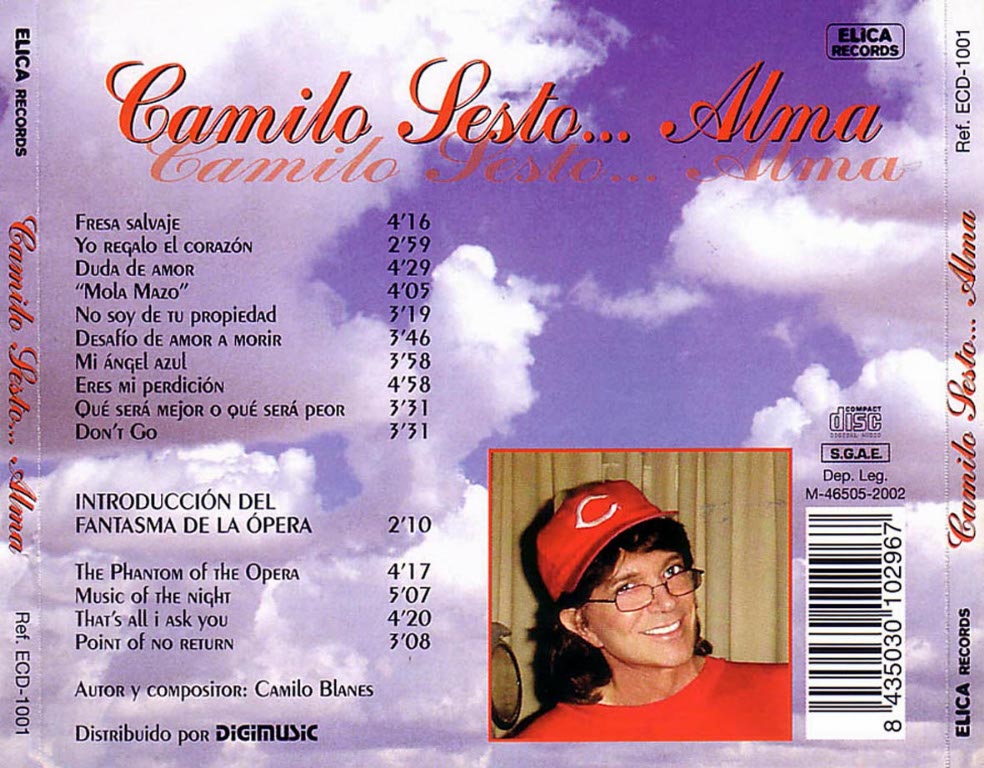 ELICA RECORDS
Camilo Sesto... Alma
Ref. ECD-1001
ELICA
RECORDS
Camilo Sesto... Alma
Camilo Sesto... Alma
Fresa salvaje 4'16
Yo regalo el corazón 2'59
Duda de amor 4'29
"Mola Mazo" 4'05
No soy de tu propiedad 3'19
Desafío de amor a morir 3'46
Mi ángel azul 3'58
Eres mi perdición 4'58
Qué será mejor o qué será peor 3'31
Don't Go 3'31
INTRODUCCIÓN DEL
FANTASMA DE LA ÓPERA 2'10
The Phantom of the Opera 4'17
Music of the night 5'07
That's all i ask you 4'20
Point of no return 3'08
Autor y compositor: Camilo Blanes
Distribuido por DIGIMUSIC
C
COMPACT
disc
DIGITAL AUDIO
S.G.A.E.
Dep. Leg.
M-46505-2002
8 435030 102967
Ref. ECD-1001
Camilo Sesto... Alma
ELICA RECORDS